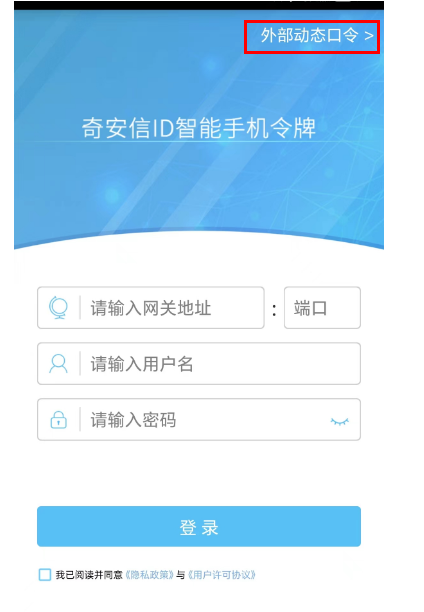 外部动态口令 >
奇安信ID智能手机令牌
请输入网关地址 : 端口
请输入用户名
请输入密码
登录
我已阅读并同意《隐私政策》与《用户许可协议》